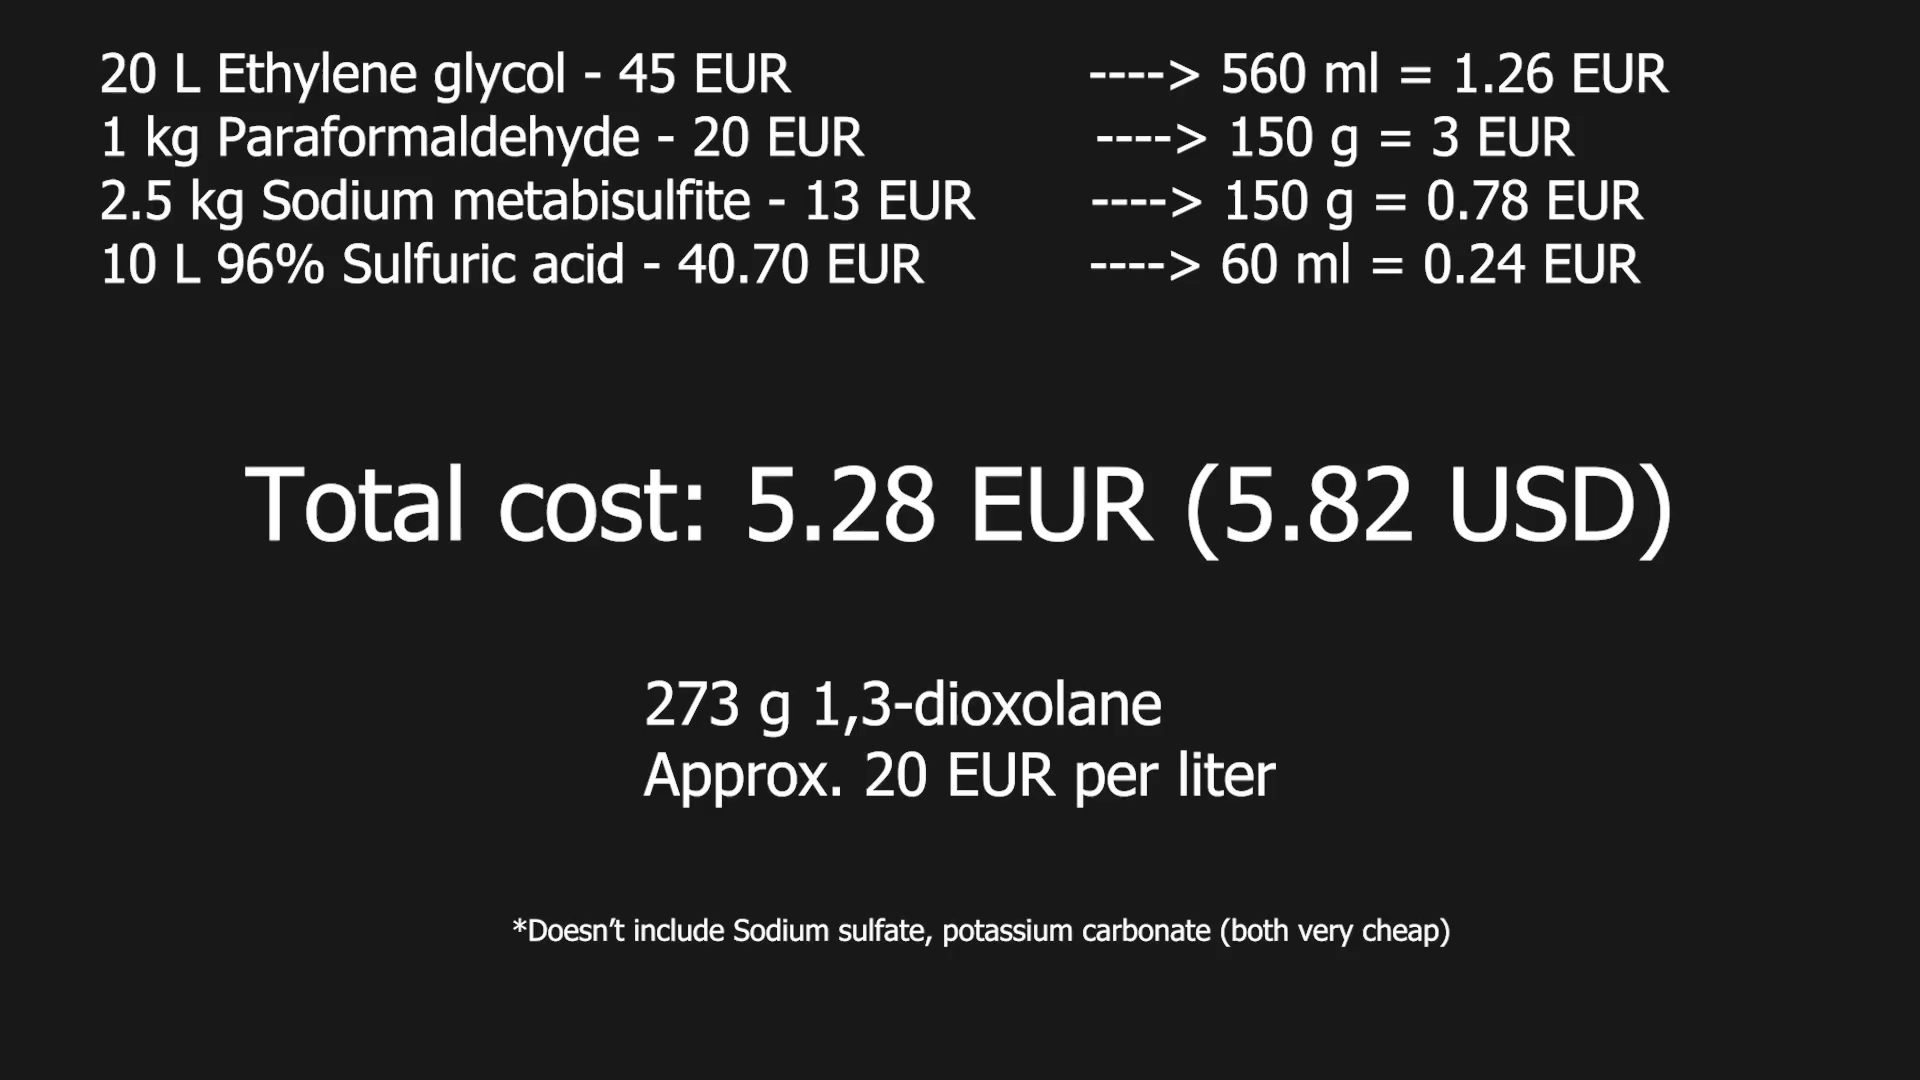 20 L Ethylene glycol - 45 EUR ----> 560 ml = 1.26 EUR
1 kg Paraformaldehyde - 20 EUR ----> 150 g = 3 EUR
2.5 kg Sodium metabisulfite - 13 EUR ----> 150 g = 0.78 EUR
10 L 96% Sulfuric acid - 40.70 EUR ----> 60 ml = 0.24 EUR
Total cost: 5.28 EUR (5.82 USD)
273 g 1,3-dioxolane
Approx. 20 EUR per liter
*Doesn’t include Sodium sulfate, potassium carbonate (both very cheap)